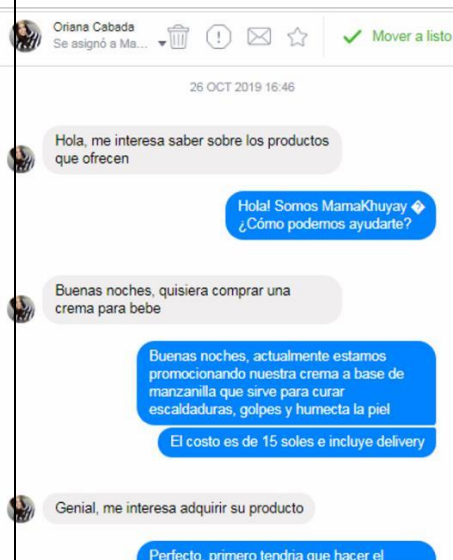 Oriana Cabada
Se asignó a Ma...
Mover a listo
26 OCT 2019 16:46
Hola, me interesa saber sobre los productos
que ofrecen
Hola! Somos MamaKhuyay �
¿Cómo podemos ayudarte?
Buenas noches, quisiera comprar una
crema para bebe
Buenas noches, actualmente estamos
promocionando nuestra crema a base de
manzanilla que sirve para curar
escaldaduras, golpes y humecta la piel
El costo es de 15 soles e incluye delivery
Genial, me interesa adquirir su producto
Perfecto, primero tendria que hacer el